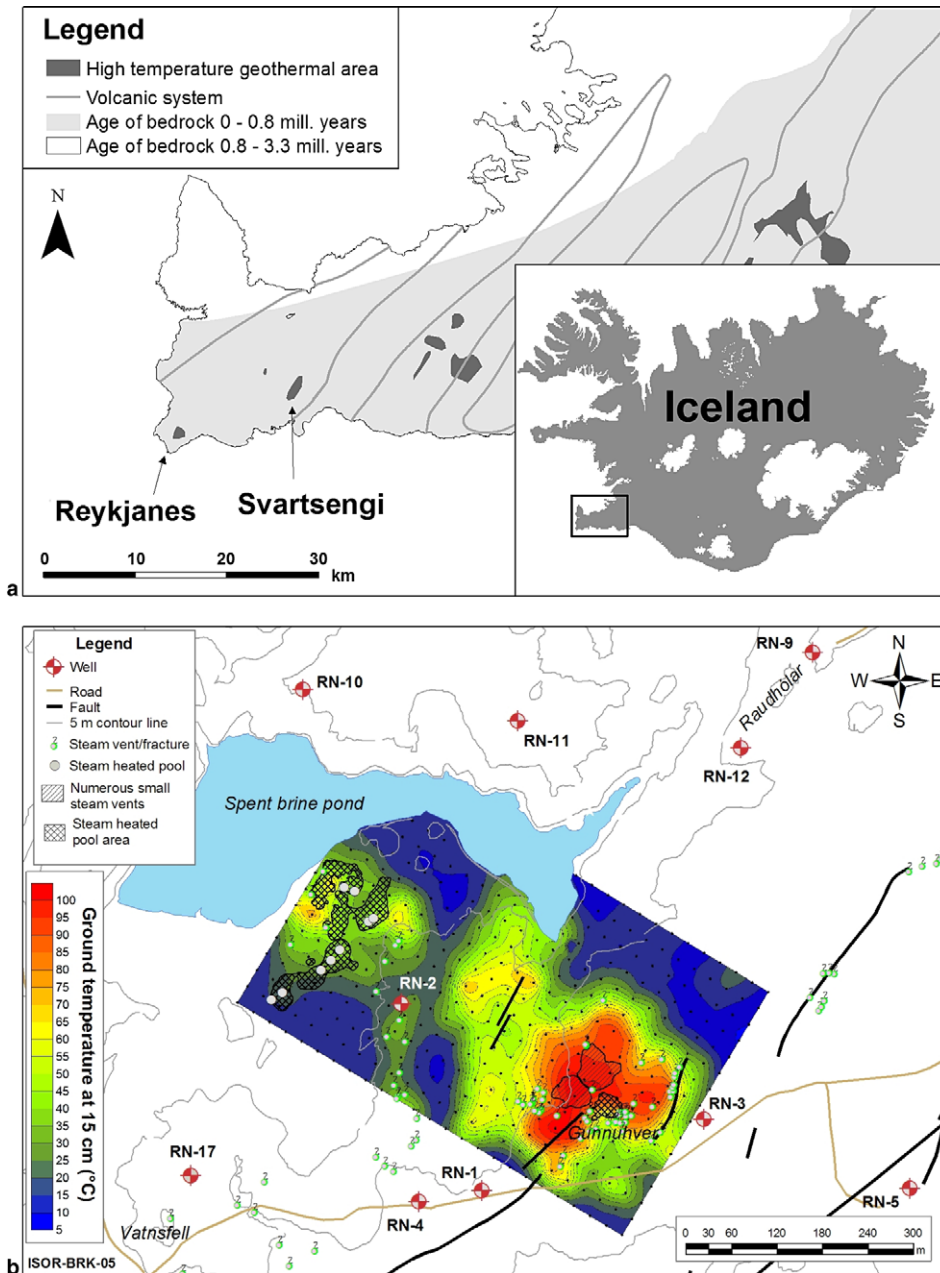 Legend
High temperature geothermal area
Volcanic system
Age of bedrock 0 - 0.8 mill. years
Age of bedrock 0.8 - 3.3 mill. years
N
Iceland
Reykjanes
Svartsengi
0 10 20 30
km
a
Legend
Well
Road
Fault
5 m contour line
Steam vent/fracture
Steam heated pool
Numerous small
steam vents
Steam heated
pool area
RN-9
N
W E
S
RN-10
Raudhólar
RN-11
RN-12
Spent brine pond
Ground temperature at 15 cm (°C)
100
90
85
75
70
65
60
55
50
45
40
35
30
25
20
15
10
5
RN-2
RN-3
Gunnuhver
RN-17
RN-1
RN-4
RN-5
Vatnsfell
0 30 60 120 180 240 300
m
b
ISOR-BRK-05